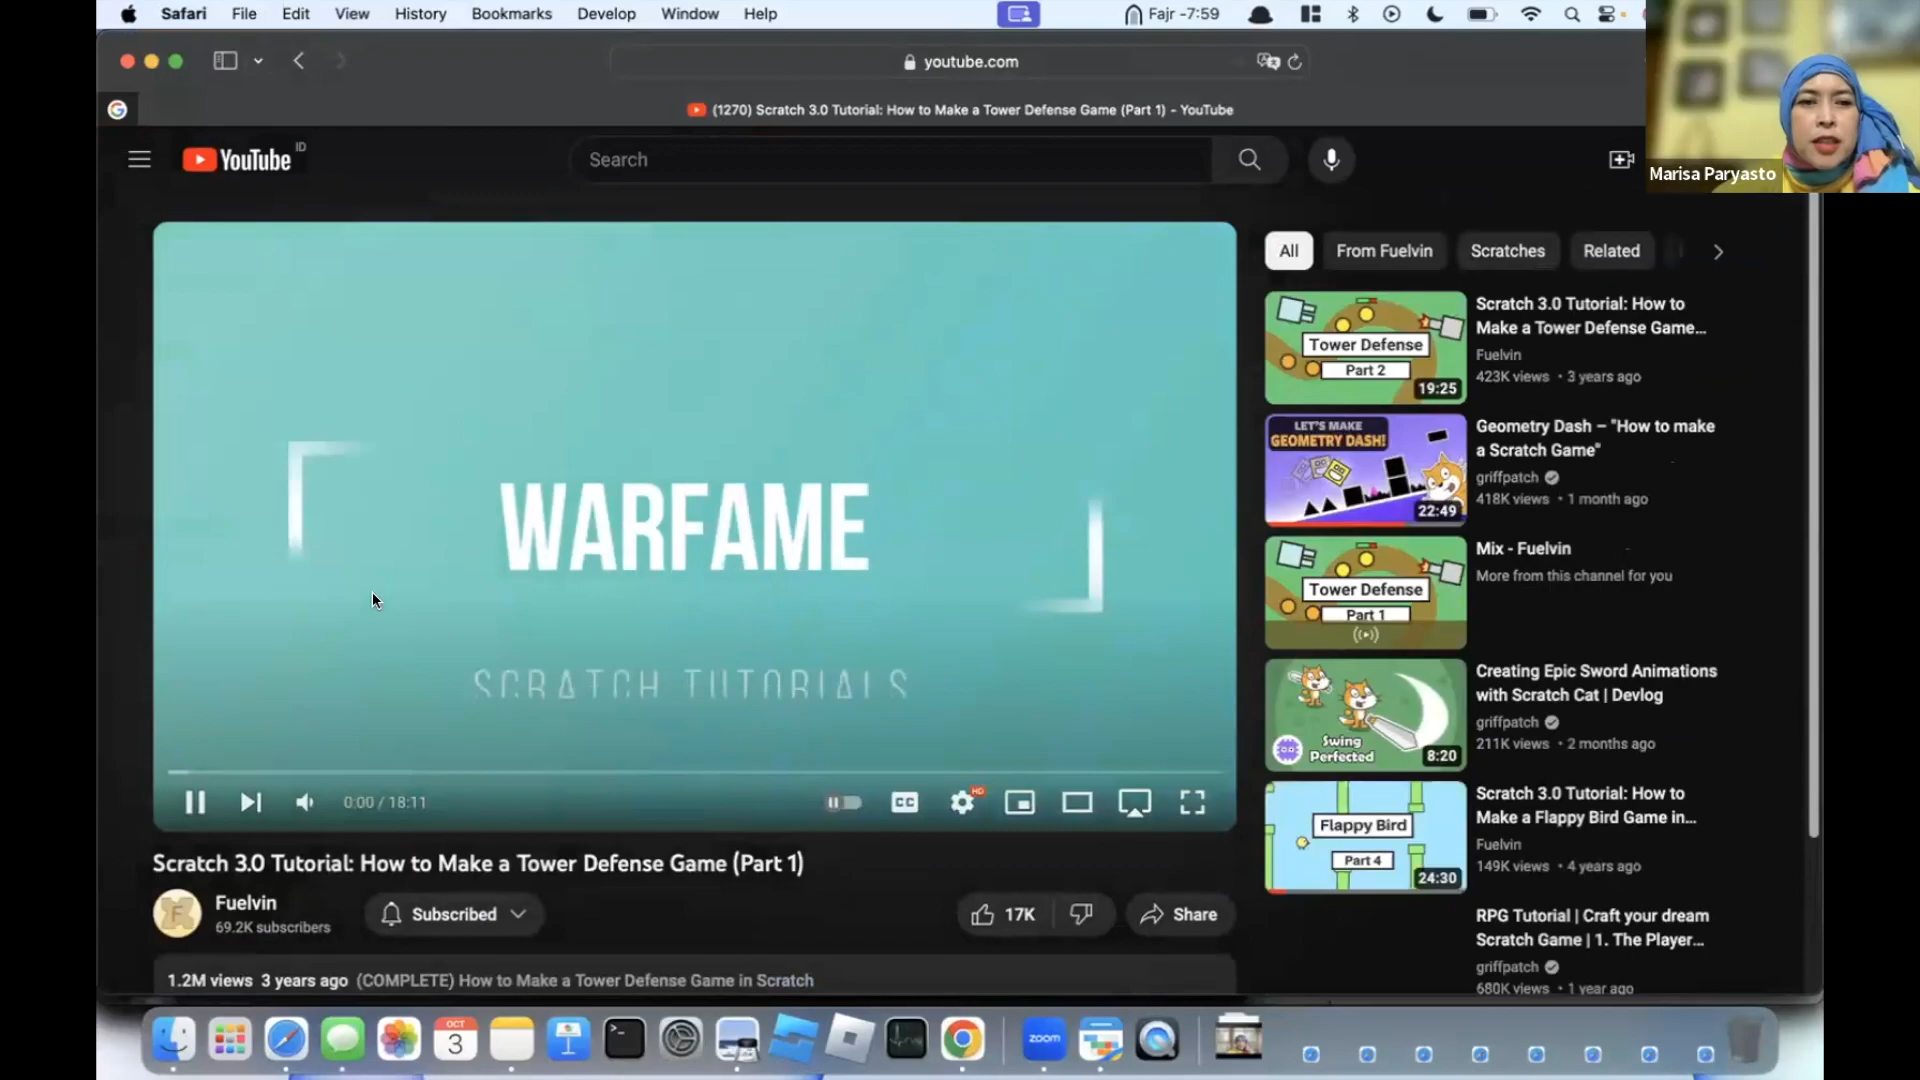 Safari File Edit View History Bookmarks Develop Window Help
Fajr -7:59
youtube.com
(1270) Scratch 3.0 Tutorial: How to Make a Tower Defense Game (Part 1) - YouTube
YouTube ID
Search
Marisa Paryasto
WARFAME
SCRATCH TUTORIALS
0:00 / 18:11
CC
HD
Scratch 3.0 Tutorial: How to Make a Tower Defense Game (Part 1)
F
Fuelvin
69.2K subscribers
Subscribed
17K
Share
1.2M views 3 years ago (COMPLETE) How to Make a Tower Defense Game in Scratch
All From Fuelvin Scratches Related
Tower Defense
Part 2
19:25
Scratch 3.0 Tutorial: How to
Make a Tower Defense Game...
Fuelvin
423K views • 3 years ago
LET'S MAKE
GEOMETRY DASH!
22:49
Geometry Dash – "How to make
a Scratch Game"
griffpatch
418K views • 1 month ago
Tower Defense
Part 1
Mix - Fuelvin
More from this channel for you
Swing
Perfected
8:20
Creating Epic Sword Animations
with Scratch Cat | Devlog
griffpatch
211K views • 2 months ago
Flappy Bird
Part 4
24:30
Scratch 3.0 Tutorial: How to
Make a Flappy Bird Game in...
Fuelvin
149K views • 4 years ago
RPG Tutorial | Craft your dream
Scratch Game | 1. The Player...
griffpatch
680K views • 1 year ago
OCT
3
zoom